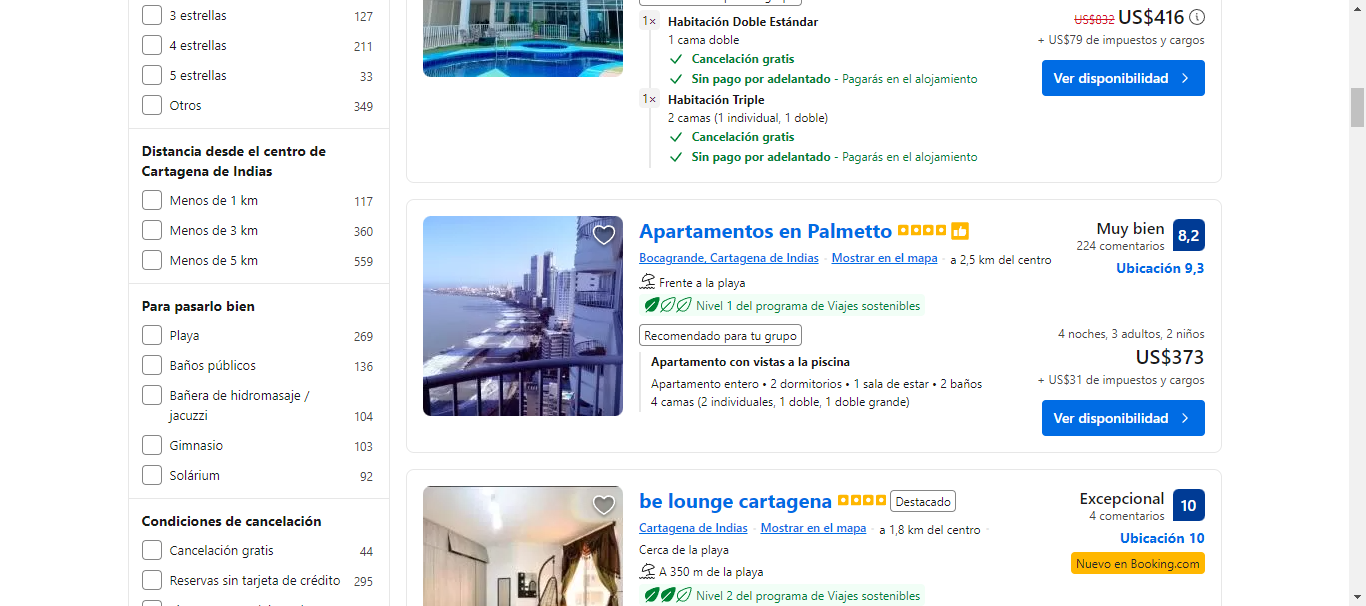 3 estrellas 127
4 estrellas 211
5 estrellas 33
Otros 349
Distancia desde el centro de
Cartagena de Indias
Menos de 1 km 117
Menos de 3 km 360
Menos de 5 km 559
Para pasarlo bien
Playa 269
Baños públicos 136
Bañera de hidromasaje /
jacuzzi 104
Gimnasio 103
Solárium 92
Condiciones de cancelación
Cancelación gratis 44
Reservas sin tarjeta de crédito 295
1× Habitación Doble Estándar
1 cama doble
Cancelación gratis
Sin pago por adelantado - Pagarás en el alojamiento
1× Habitación Triple
2 camas (1 individual, 1 doble)
Cancelación gratis
Sin pago por adelantado - Pagarás en el alojamiento
US$832 US$416
+ US$79 de impuestos y cargos
Ver disponibilidad
Apartamentos en Palmetto
Bocagrande, Cartagena de Indias · Mostrar en el mapa · a 2,5 km del centro
Frente a la playa
Nivel 1 del programa de Viajes sostenibles
Recomendado para tu grupo
Apartamento con vistas a la piscina
Apartamento entero • 2 dormitorios • 1 sala de estar • 2 baños
4 camas (2 individuales, 1 doble, 1 doble grande)
Muy bien 8,2
224 comentarios
Ubicación 9,3
4 noches, 3 adultos, 2 niños
US$373
+ US$31 de impuestos y cargos
Ver disponibilidad
be lounge cartagena Destacado
Cartagena de Indias · Mostrar en el mapa · a 1,8 km del centro ·
Cerca de la playa
A 350 m de la playa
Nivel 2 del programa de Viajes sostenibles
Excepcional 10
4 comentarios
Ubicación 10
Nuevo en Booking.com